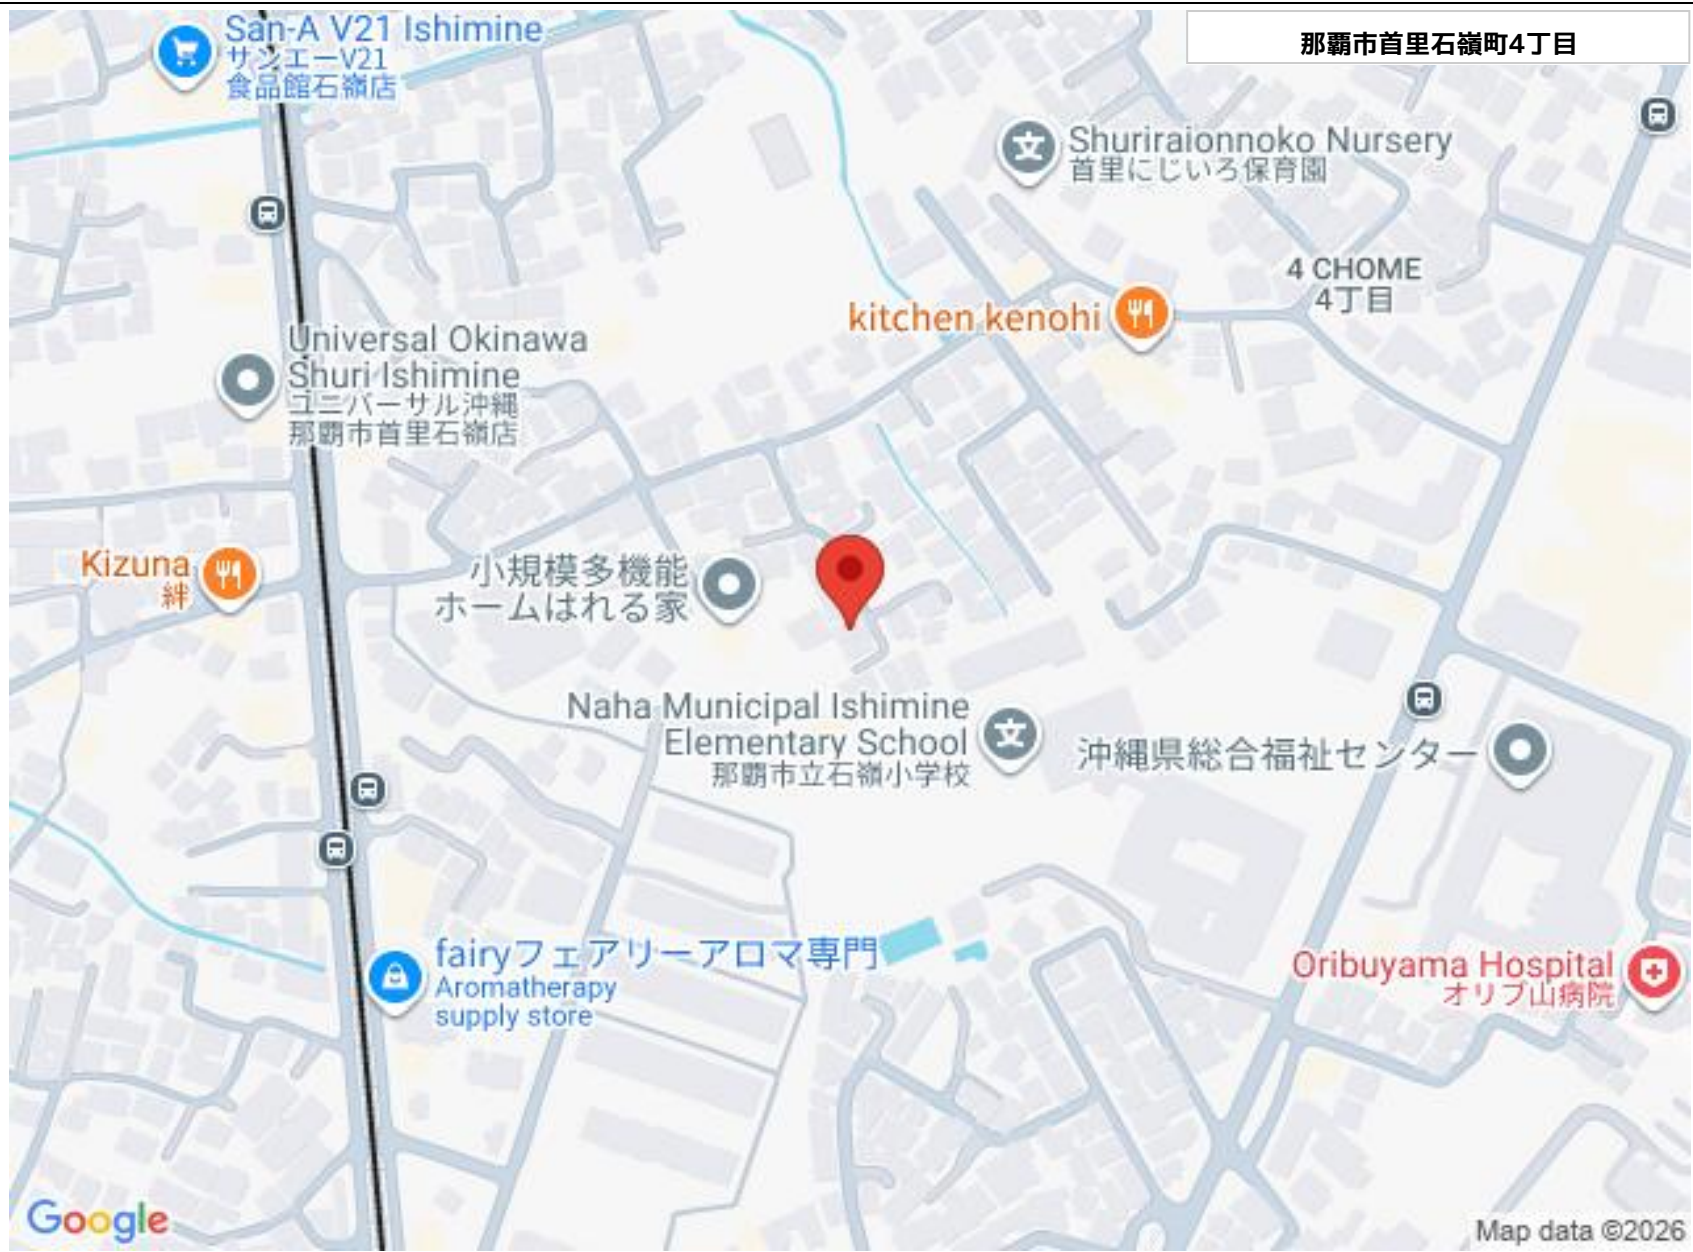 San-A V21 Ishimine
サンエーV21
食品館石嶺店
那覇市首里石嶺町4丁目
Shuriraionnoko Nursery
首里にじいろ保育園
4 CHOME
4丁目
kitchen kenohi
Universal Okinawa
Shuri Ishimine
ユニバーサル沖縄
那覇市首里石嶺店
Kizuna
絆
小規模多機能
ホームはれる家
Naha Municipal Ishimine
Elementary School
那覇市立石嶺小学校
沖縄県総合福祉センター
fairyフェアリーアロマ専門
Aromatherapy
supply store
Oribuyama Hospital
オリブ山病院
Google
Map data ©2026